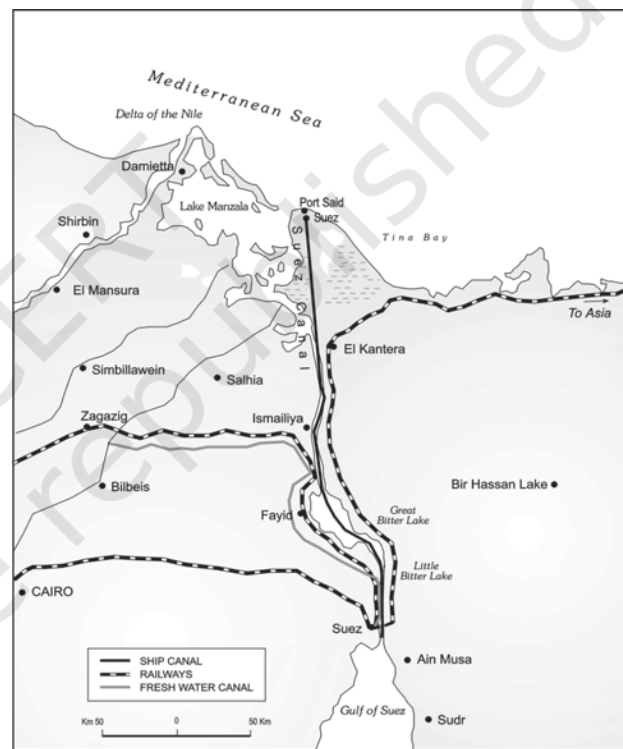 Mediterranean Sea
Delta of the Nile
Damietta
Lake Manzala
Port Said
Suez
Shirbin
Tina Bay
Suez Canal
El Mansura
To Asia
El Kantera
Simbillawein
Salhia
Zagazig
Ismailiya
Bilbeis
Bir Hassan Lake
Fayid
Great
Bitter Lake
Little
Bitter Lake
CAIRO
Suez
SHIP CANAL
RAILWAYS
FRESH WATER CANAL
Ain Musa
Km 50 0 50 Km
Gulf of Suez
Sudr
NCERT
republished